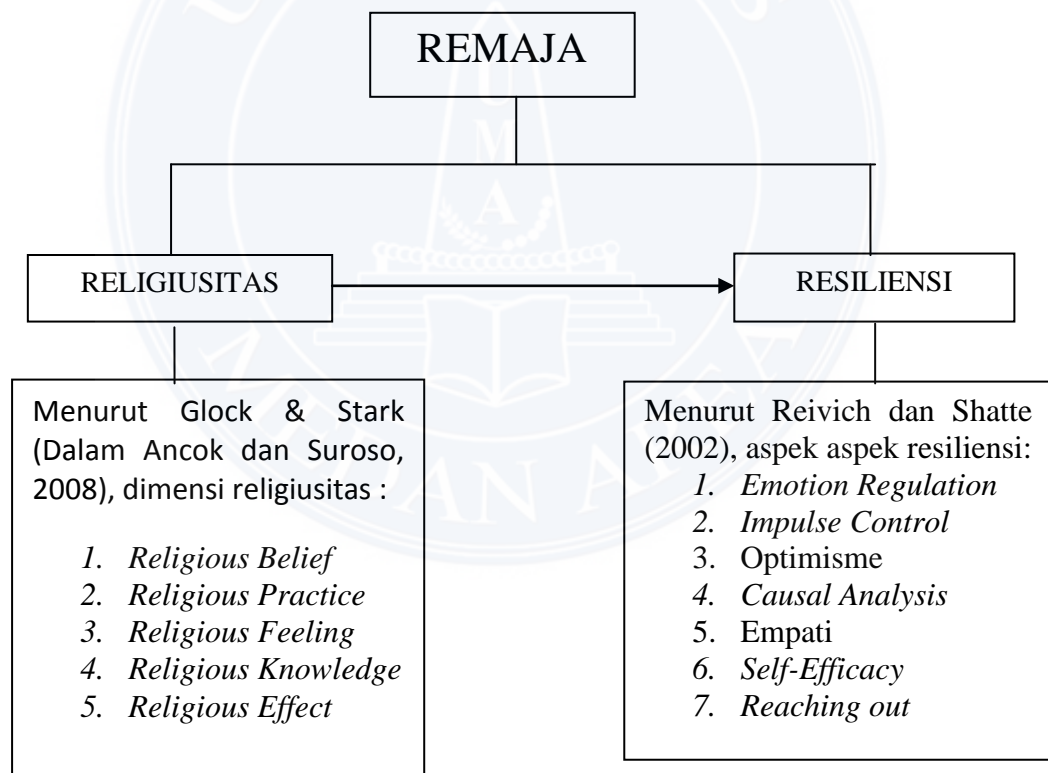 REMAJA
RELIGIUSITAS
RESILIENSI
Menurut Glock & Stark
(Dalam Ancok dan Suroso,
2008), dimensi religiusitas :
1. Religious Belief
2. Religious Practice
3. Religious Feeling
4. Religious Knowledge
5. Religious Effect
Menurut Reivich dan Shatte
(2002), aspek aspek resiliensi:
1. Emotion Regulation
2. Impulse Control
3. Optimisme
4. Causal Analysis
5. Empati
6. Self-Efficacy
7. Reaching out
U
M
A
MEDAN AREA